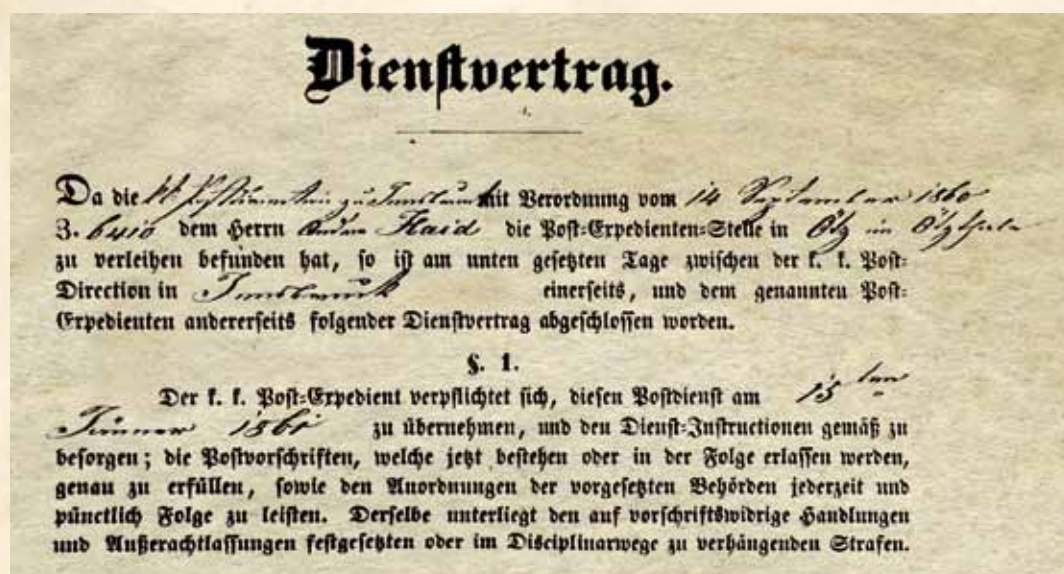 Dienstvertrag.
Da die kk Postdirection zu Innsbruck mit Verordnung vom 14 September 1860
Z. 6410 dem Herrn Haid die Post-Expedienten-Stelle in Ötz im Ötzthale
zu verleihen befunden hat, so ist am unten gesetzten Tage zwischen der k. k. Post-
Direction in Innsbruck einerseits, und dem genannten Post-
Expedienten andererseits folgender Dienstvertrag abgeschlossen worden.
§. 1.
Der k. k. Post-Expedient verpflichtet sich, diesen Postdienst am 15ten
Jänner 1861 zu übernehmen, und den Dienst-Instructionen gemäß zu
besorgen; die Postvorschriften, welche jetzt bestehen oder in der Folge erlassen werden,
genau zu erfüllen, sowie den Anordnungen der vorgesetzten Behörden jederzeit und
pünctlich Folge zu leisten. Derselbe unterliegt den auf vorschriftswidrige Handlungen
und Außerachtlassungen festgesetzten oder im Disciplinarwege zu verhängenden Strafen.